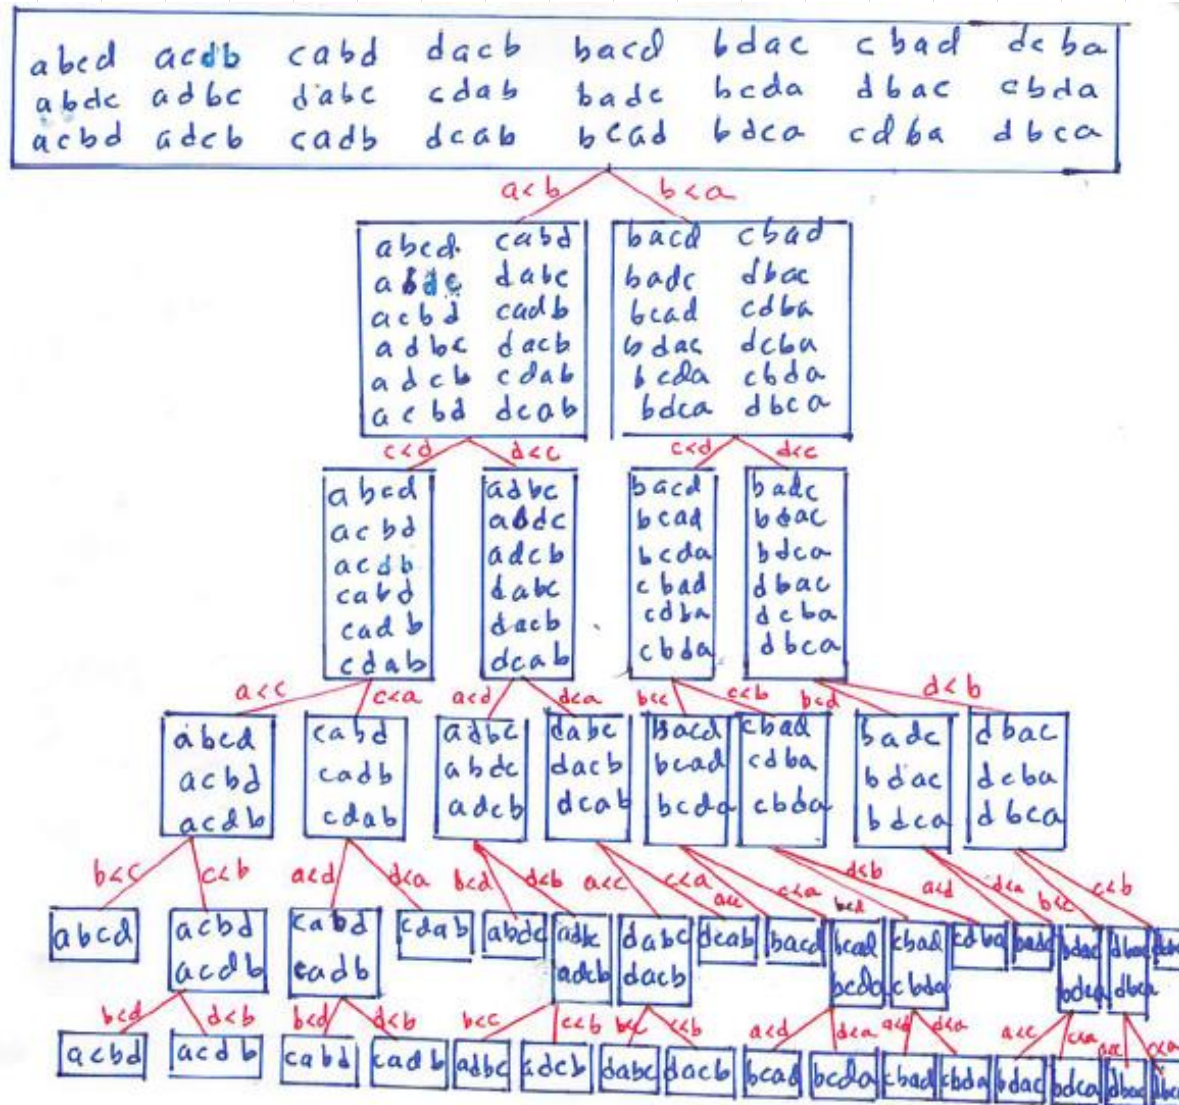 abcd acdb cabd dacb bacd bdac cbad dcba
abdc adbc dabc cdab badc bcda dbac cbda
acbd adcb cadb dcab bcad bdca cdba dbca
a<b b<a
abcd cabd bacd cbad
abdc dabc badc dbac
acbd cadb bcad cdba
adbc dacb bdac dcba
adcb cdab bcda cbda
acbd dcab bdca dbca
c<d d<c c<d d<c
abcd adbc bacd badc
acbd abdc bcad bdac
acdb adcb bcda bdca
cabd dabc cbad dbac
cadb dacb cdba dcba
cdab dcab cbda dbca
a<c c<a a<d d<a b<c c<b b<d d<b
abcd cabd adbc dabc bacd cbad badc dbac
acbd cadb abdc dacb bcad cdba bdac dcba
acdb cdab adcb dcab bcda cbda bdca dbca
b<c c<b a<d d<a b<d d<b a<c c<a a<c c<a b<d d<b a<d d<a b<c c<b
abcd acbd cabd cdab abdc adbc dabc dcab bacd bcad cbad cdba badc bdac dbac
acdb cadb adcb dacb bcda cbda bdca dbca
b<d d<b b<d d<b b<c c<b b<c c<b a<d d<a a<d d<a a<c c<a a<c c<a
acbd acdb cabd cadb adbc adcb dabc dacb bcad bcda cbad cbda bdac bdca dbac